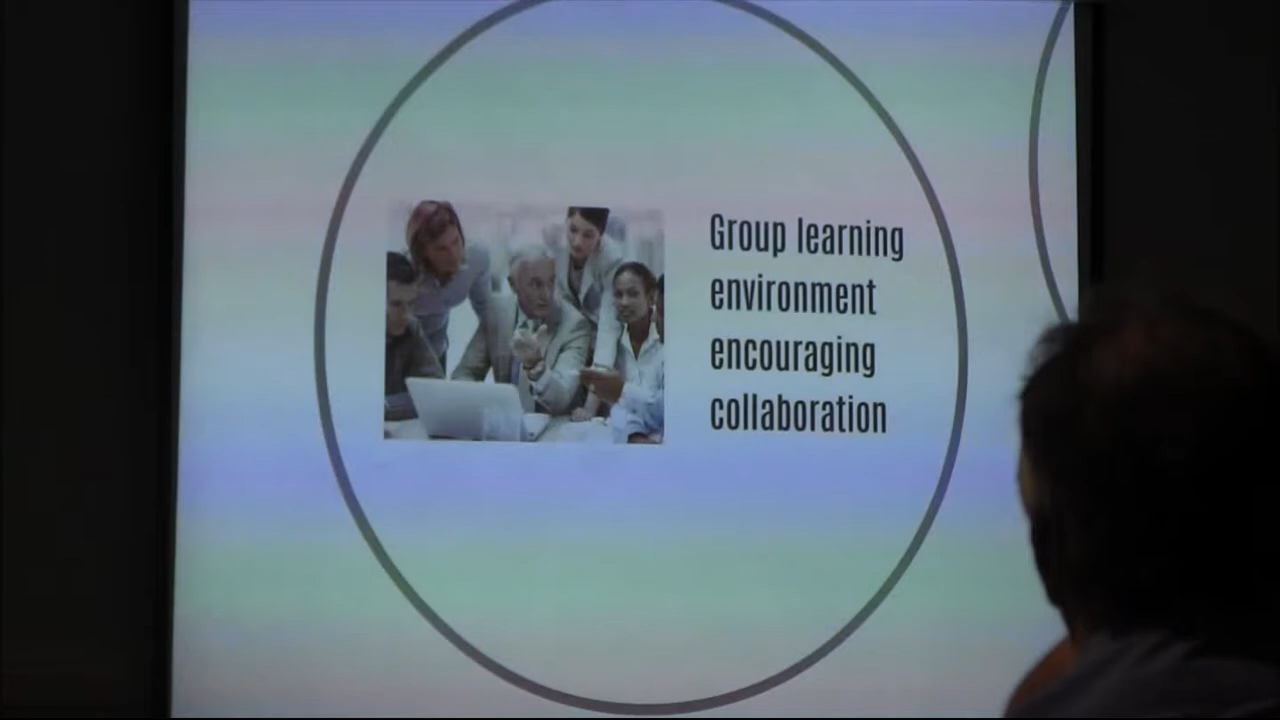 Group learning
environment
encouraging
collaboration